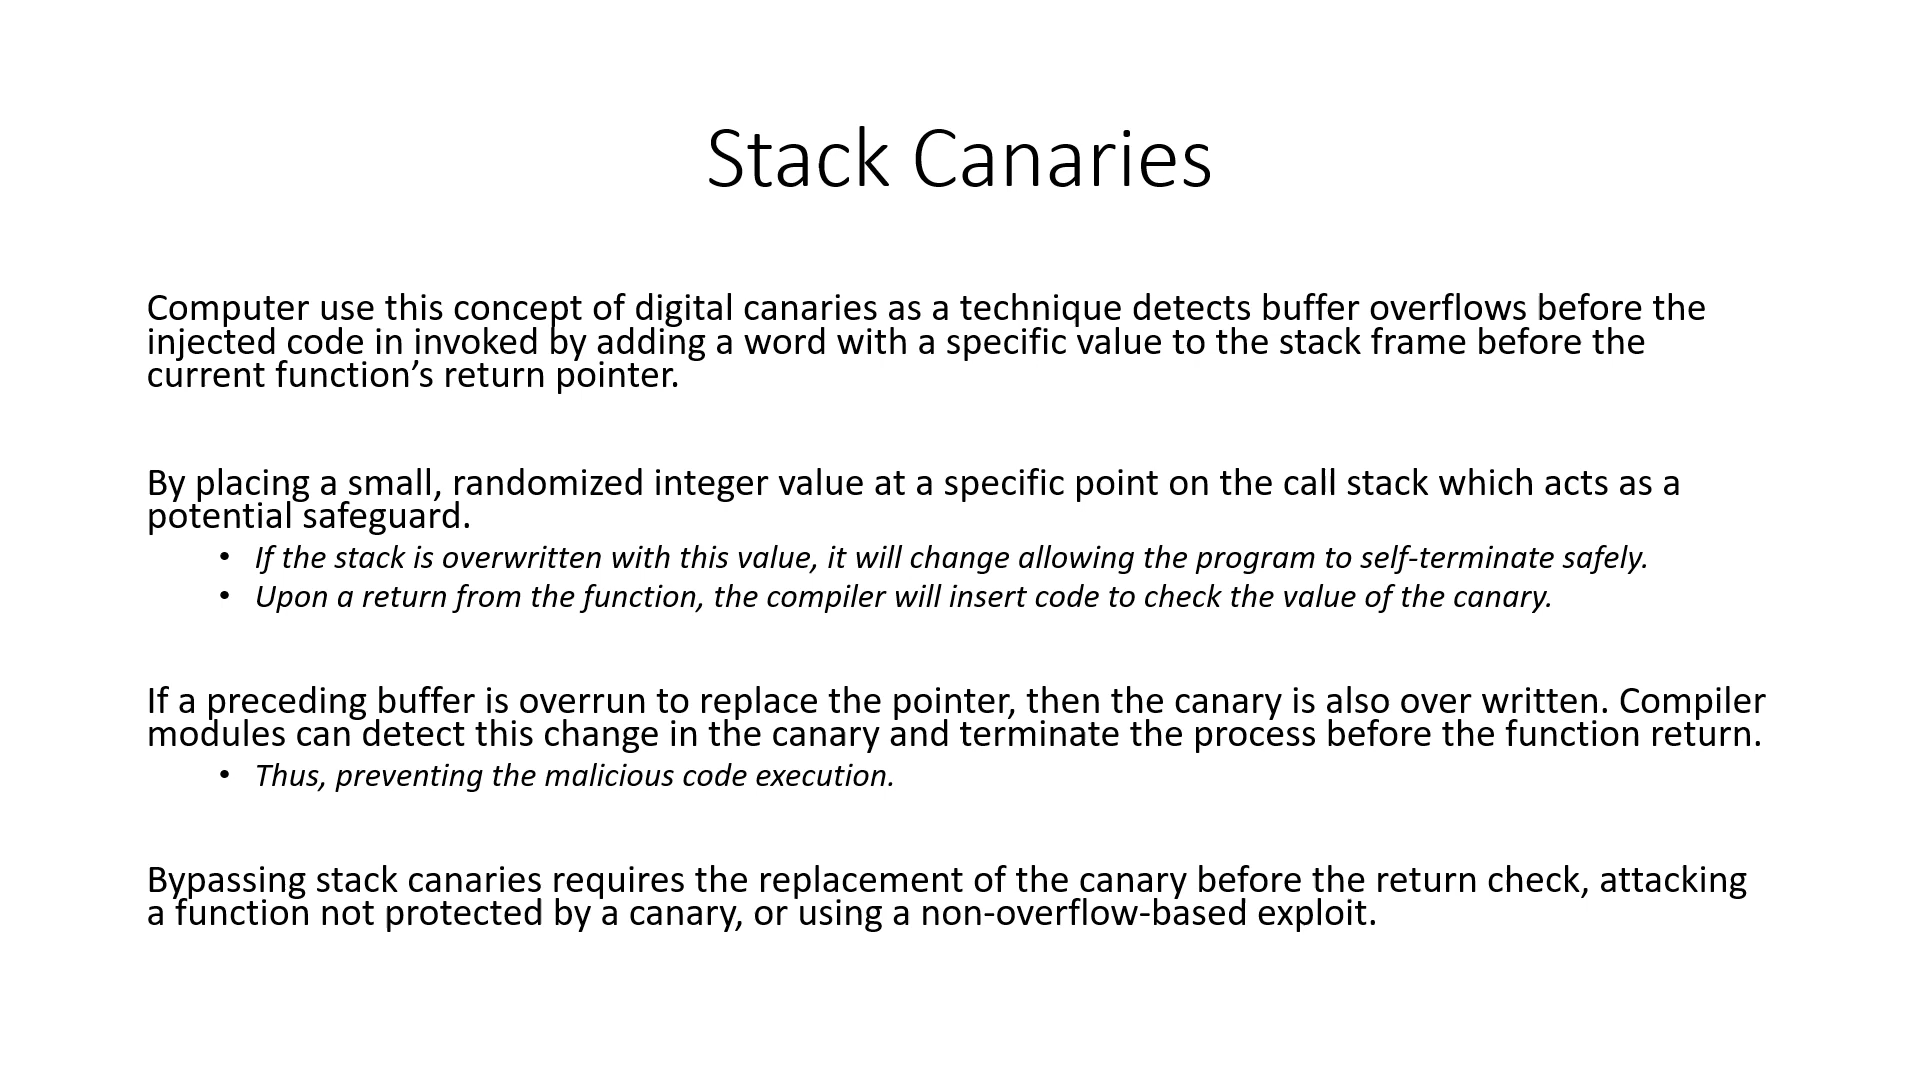 Stack Canaries
Computer use this concept of digital canaries as a technique detects buffer overflows before the
injected code in invoked by adding a word with a specific value to the stack frame before the
current function’s return pointer.
By placing a small, randomized integer value at a specific point on the call stack which acts as a
potential safeguard.
• If the stack is overwritten with this value, it will change allowing the program to self-terminate safely.
• Upon a return from the function, the compiler will insert code to check the value of the canary.
If a preceding buffer is overrun to replace the pointer, then the canary is also over written. Compiler
modules can detect this change in the canary and terminate the process before the function return.
• Thus, preventing the malicious code execution.
Bypassing stack canaries requires the replacement of the canary before the return check, attacking
a function not protected by a canary, or using a non-overflow-based exploit.